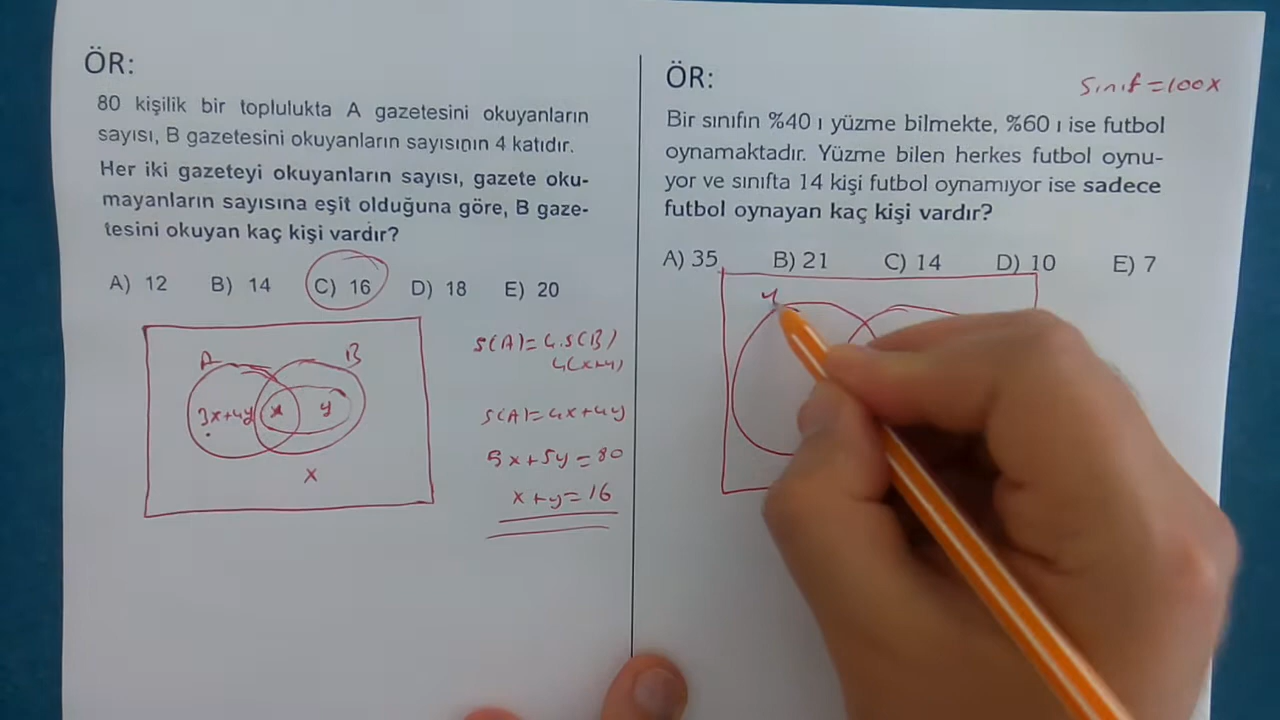 ÖR:
80 kişilik bir toplulukta A gazetesini okuyanların
sayısı, B gazetesini okuyanların sayısının 4 katıdır.
Her iki gazeteyi okuyanların sayısı, gazete oku-
mayanların sayısına eşit olduğuna göre, B gaze-
tesini okuyan kaç kişi vardır?
A) 12 B) 14 C) 16 D) 18 E) 20
A B
3x+4y x y
x
s(A)=4.s(B)
4(x+y)
s(A)=4x+4y
5x+5y=80
x+y=16
ÖR:
Sınıf=100x
Bir sınıfın %40 ı yüzme bilmekte, %60 ı ise futbol
oynamaktadır. Yüzme bilen herkes futbol oynu-
yor ve sınıfta 14 kişi futbol oynamıyor ise sadece
futbol oynayan kaç kişi vardır?
A) 35 B) 21 C) 14 D) 10 E) 7
y